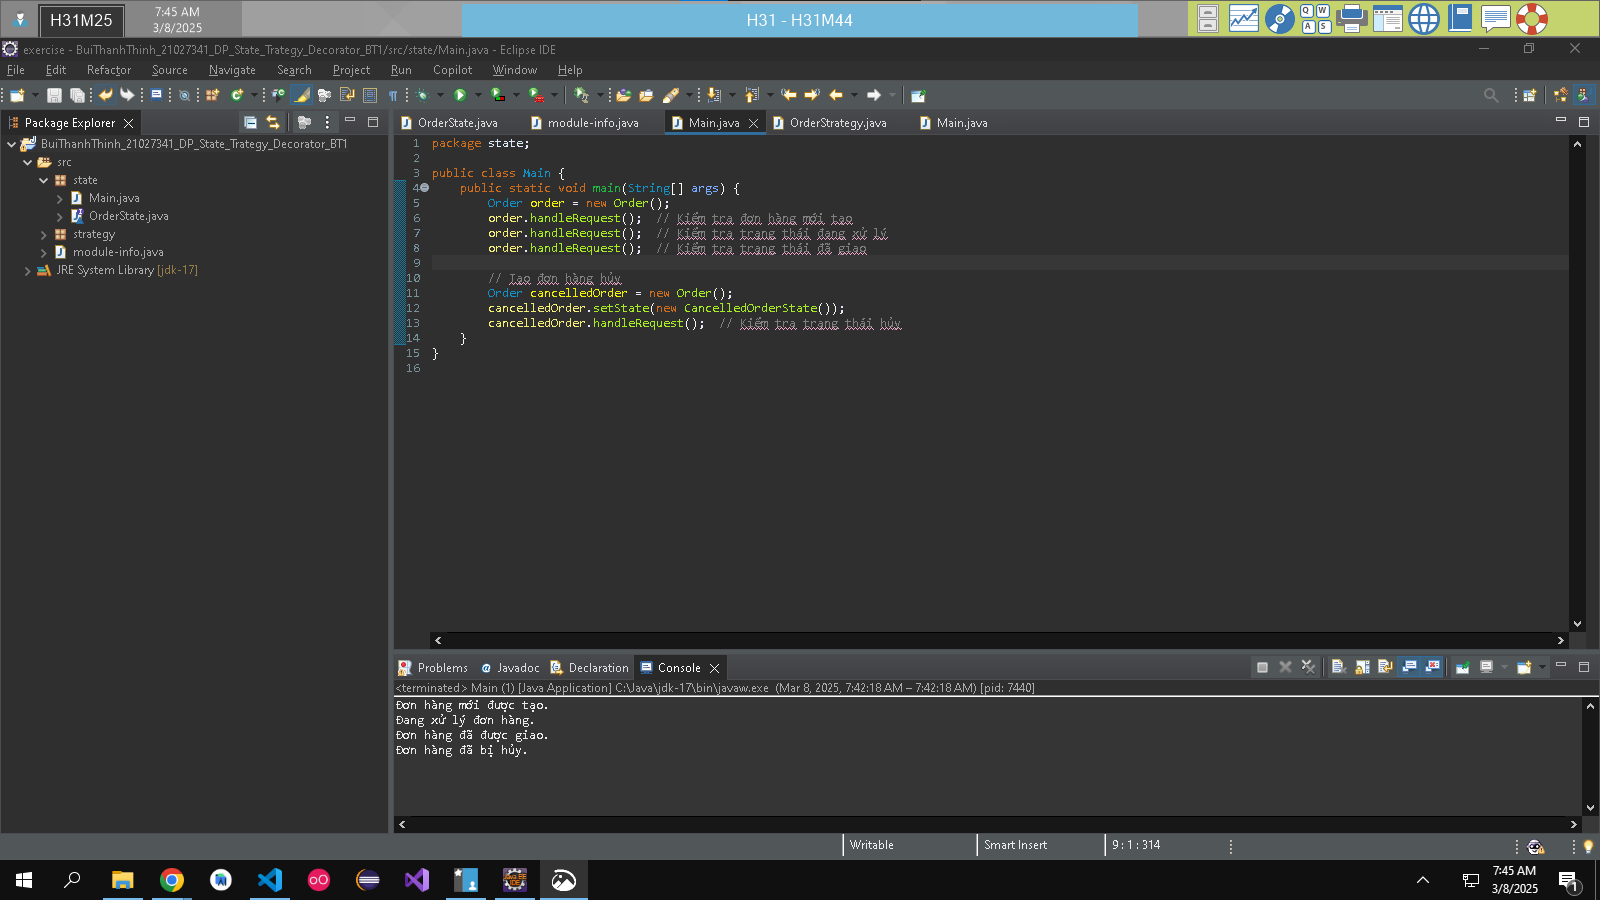 H31M25
7:45 AM
3/8/2025
H31 - H31M44
Q W
A S
exercise - BuiThanhThinh_21027341_DP_State_Trategy_Decorator_BT1/src/state/Main.java - Eclipse IDE
File Edit Refactor Source Navigate Search Project Run Copilot Window Help
Package Explorer
BuiThanhThinh_21027341_DP_State_Trategy_Decorator_BT1
src
state
Main.java
OrderState.java
strategy
module-info.java
JRE System Library [jdk-17]
OrderState.java module-info.java Main.java OrderStrategy.java Main.java
1 package state;
2
3 public class Main {
4 public static void main(String[] args) {
5 Order order = new Order();
6 order.handleRequest(); // Kiểm tra đơn hàng mới tạo
7 order.handleRequest(); // Kiểm tra trạng thái đang xử lý
8 order.handleRequest(); // Kiểm tra trạng thái đã giao
9
10 // Tạo đơn hàng hủy
11 Order cancelledOrder = new Order();
12 cancelledOrder.setState(new CancelledOrderState());
13 cancelledOrder.handleRequest(); // Kiểm tra trạng thái hủy
14 }
15 }
16
Problems Javadoc Declaration Console
<terminated> Main (1) [Java Application] C:\Java\jdk-17\bin\javaw.exe (Mar 8, 2025, 7:42:18 AM – 7:42:18 AM) [pid: 7440]
Đơn hàng mới được tạo.
Đang xử lý đơn hàng.
Đơn hàng đã được giao.
Đơn hàng đã bị hủy.
Writable Smart Insert 9 : 1 : 314
7:45 AM
3/8/2025
1